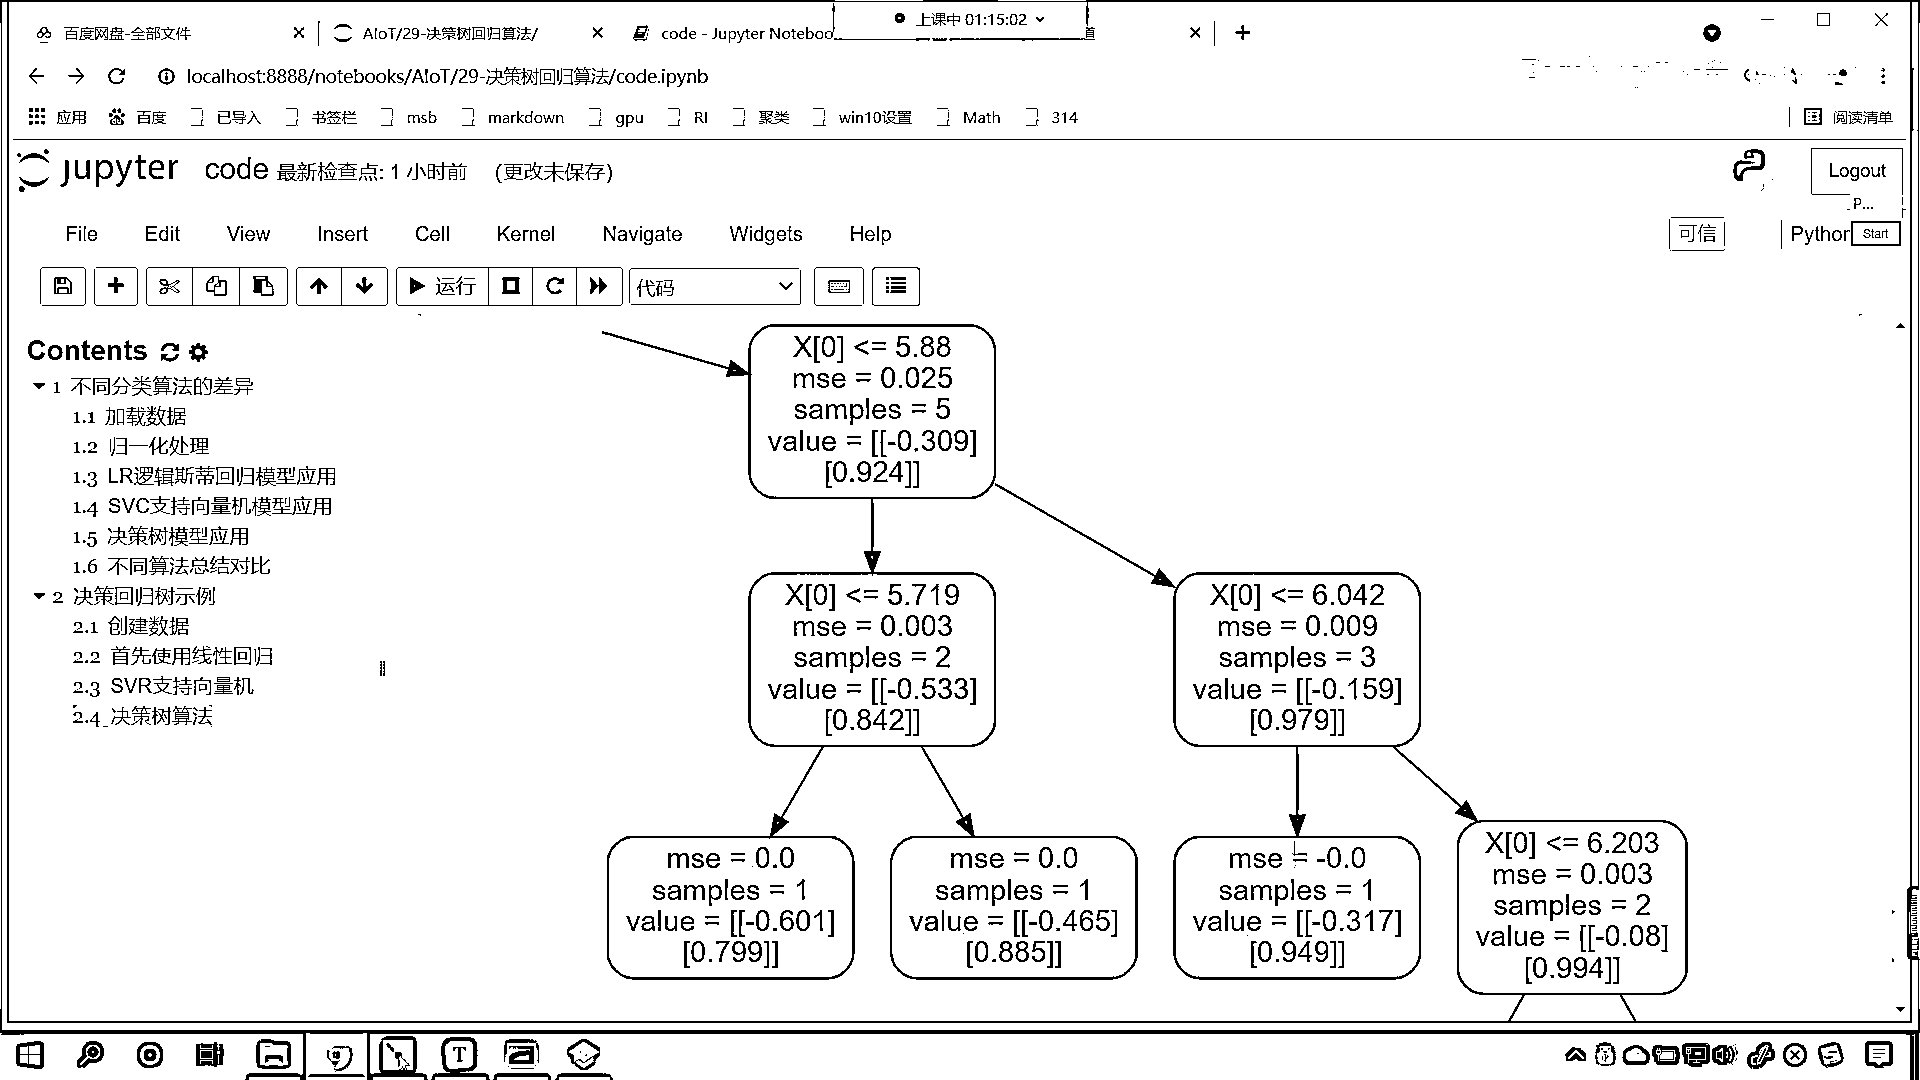 上课中 01:15:02
百度网盘-全部文件
AIoT/29-决策树回归算法/
code - Jupyter Noteboo
道
localhost:8888/notebooks/AIoT/29-决策树回归算法/code.ipynb
应用 百度 已导入 书签栏 msb markdown gpu RI 聚类 win10设置 Math 314 阅读清单
jupyter code 最新检查点: 1 小时前 (更改未保存)
Logout
p...
File Edit View Insert Cell Kernel Navigate Widgets Help
可信
Python
Start
运行
代码
Contents
1 不同分类算法的差异
1.1 加载数据
1.2 归一化处理
1.3 LR逻辑斯蒂回归模型应用
1.4 SVC支持向量机模型应用
1.5 决策树模型应用
1.6 不同算法总结对比
2 决策回归树示例
2.1 创建数据
2.2 首先使用线性回归
2.3 SVR支持向量机
2.4 决策树算法
X[0] <= 5.88
mse = 0.025
samples = 5
value = [[-0.309]
[0.924]]
X[0] <= 5.719
mse = 0.003
samples = 2
value = [[-0.533]
[0.842]]
X[0] <= 6.042
mse = 0.009
samples = 3
value = [[-0.159]
[0.979]]
mse = 0.0
samples = 1
value = [[-0.601]
[0.799]]
mse = 0.0
samples = 1
value = [[-0.465]
[0.885]]
mse = -0.0
samples = 1
value = [[-0.317]
[0.949]]
X[0] <= 6.203
mse = 0.003
samples = 2
value = [[-0.08]
[0.994]]